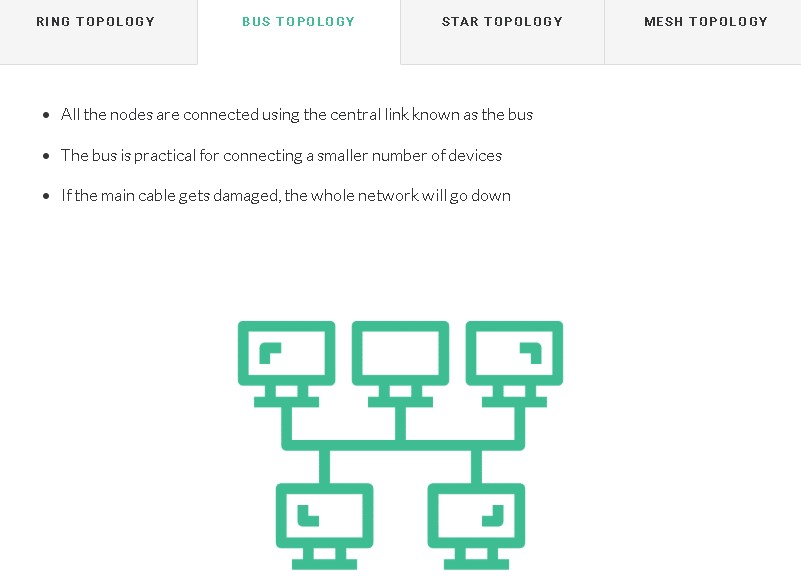 RING TOPOLOGY
BUS TOPOLOGY
STAR TOPOLOGY
MESH TOPOLOGY
All the nodes are connected using the central link known as the bus
The bus is practical for connecting a smaller number of devices
If the main cable gets damaged, the whole network will go down